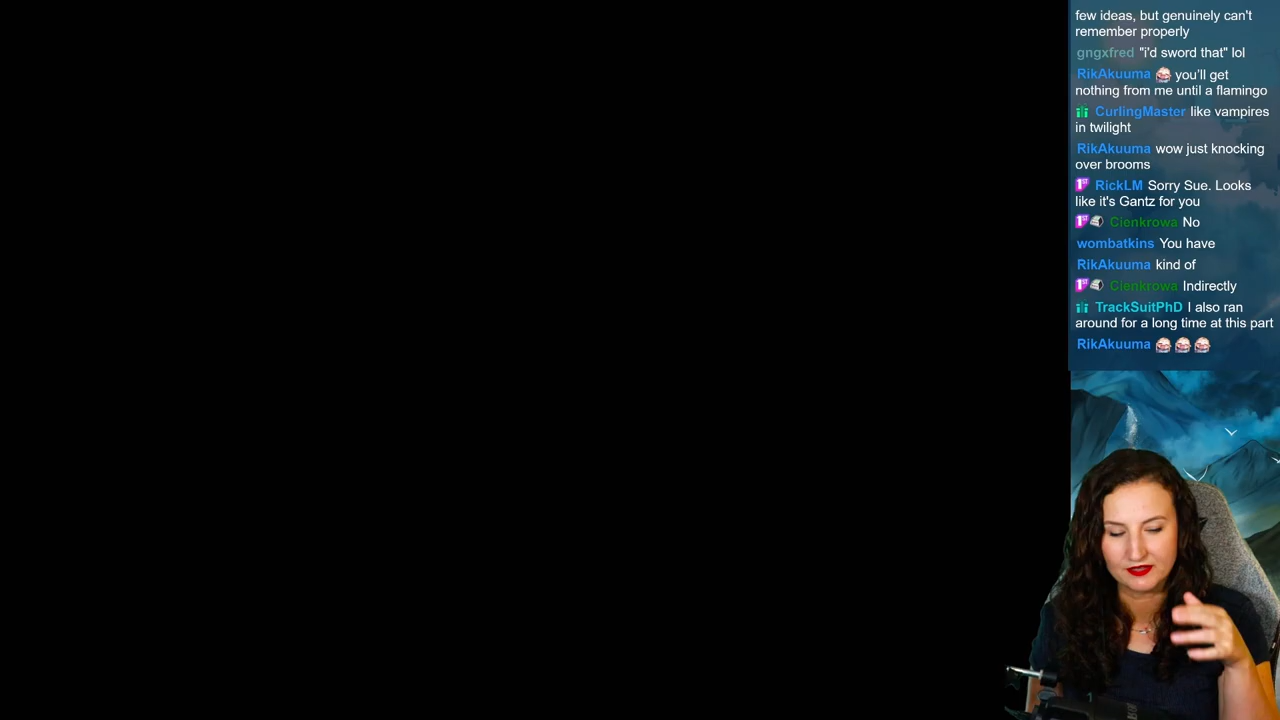 few ideas, but genuinely can't
remember properly
gngxfred "i'd sword that" lol
RikAkuuma you'll get
nothing from me until a flamingo
CurlingMaster like vampires
in twilight
RikAkuuma wow just knocking
over brooms
RickLM Sorry Sue. Looks
like it's Gantz for you
Cienkrowa No
wombatkins You have
RikAkuuma kind of
Cienkrowa Indirectly
TrackSuitPhD I also ran
around for a long time at this part
RikAkuuma